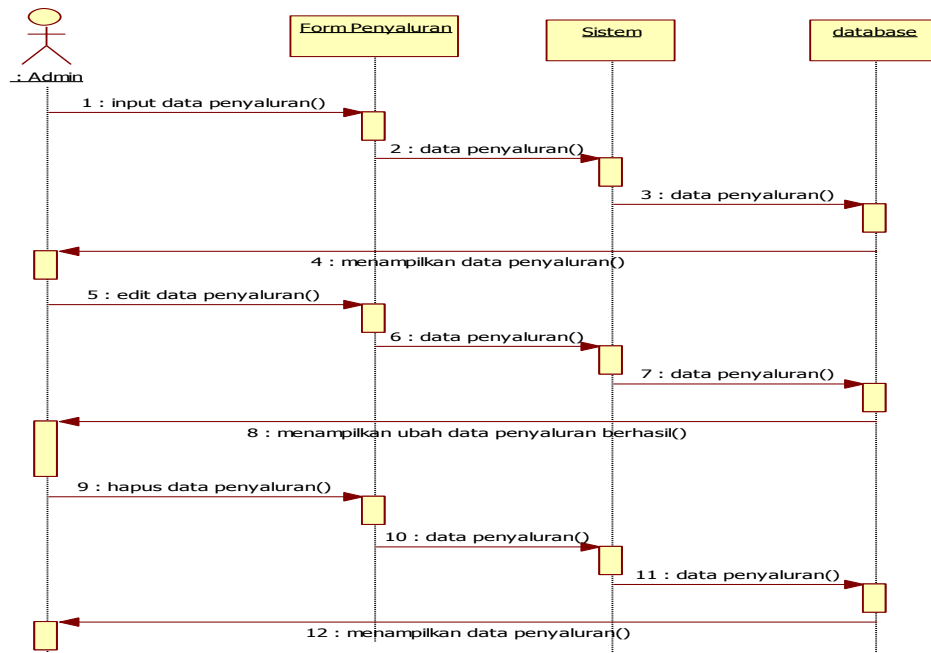 Form Penyaluran
Sistem
database
: Admin
1 : input data penyaluran()
2 : data penyaluran()
3 : data penyaluran()
4 : menampilkan data penyaluran()
5 : edit data penyaluran()
6 : data penyaluran()
7 : data penyaluran()
8 : menampilkan ubah data penyaluran berhasil()
9 : hapus data penyaluran()
10 : data penyaluran()
11 : data penyaluran()
12 : menampilkan data penyaluran()